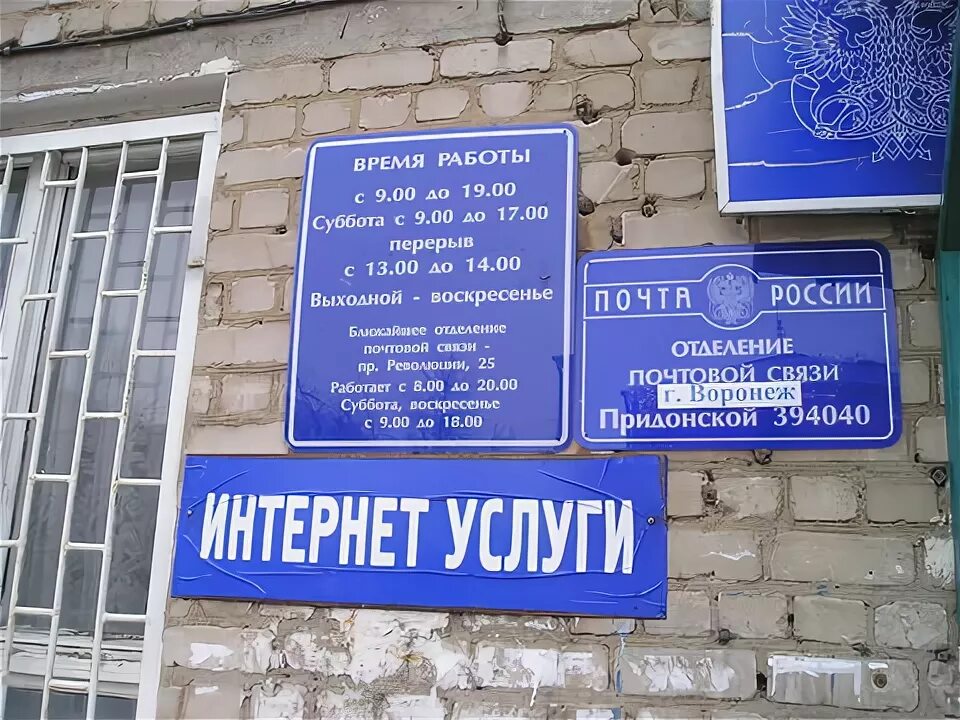 ВРЕМЯ РАБОТЫ
с 9.00 до 19.00
Суббота с 9.00 до 17.00
перерыв
с 13.00 до 14.00
Выходной - воскресенье
Ближайшее отделение
почтовой связи -
пр. Революции, 25
Работает с 8.00 до 20.00
Суббота, воскресенье
с 9.00 до 18.00
ПОЧТА РОССИИ
ОТДЕЛЕНИЕ
ПОЧТОВОЙ СВЯЗИ
г. Воронеж
Придонской 394040
ИНТЕРНЕТ УСЛУГИ